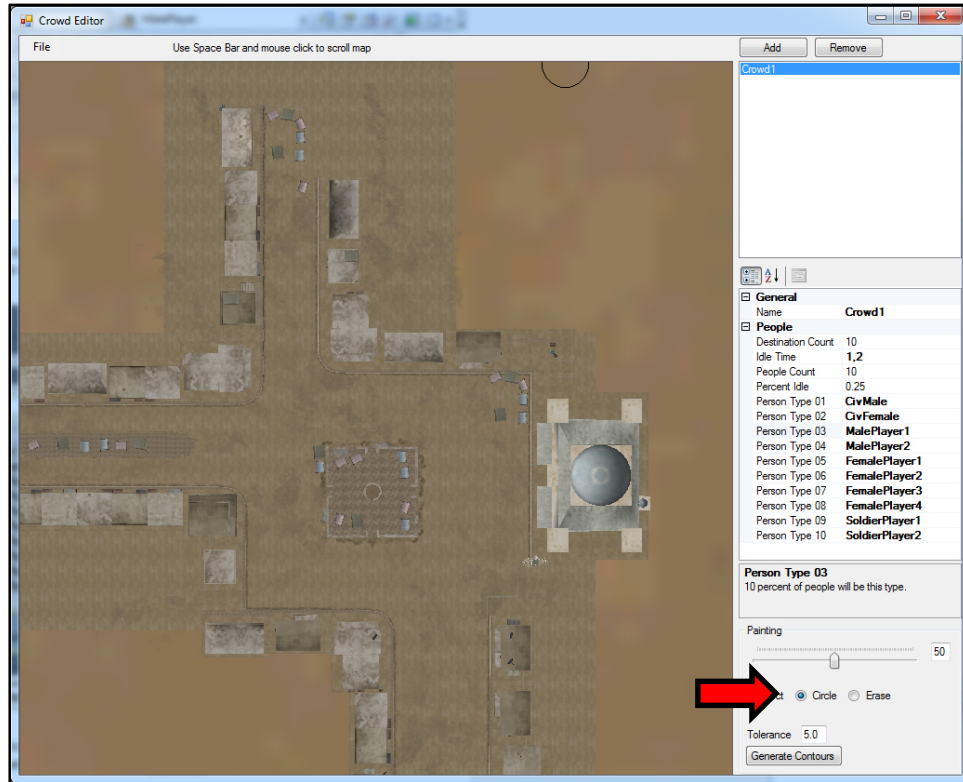 Crowd Editor
File Use Space Bar and mouse click to scroll map Add Remove
Crowd1
General
Name Crowd1
People
Destination Count 10
Idle Time 1,2
People Count 10
Percent Idle 0.25
Person Type 01 CivMale
Person Type 02 CivFemale
Person Type 03 MalePlayer1
Person Type 04 MalePlayer2
Person Type 05 FemalePlayer1
Person Type 06 FemalePlayer2
Person Type 07 FemalePlayer3
Person Type 08 FemalePlayer4
Person Type 09 SoldierPlayer1
Person Type 10 SoldierPlayer2
Person Type 03
10 percent of people will be this type.
Painting
50
Circle Erase
Tolerance 5.0
Generate Contours